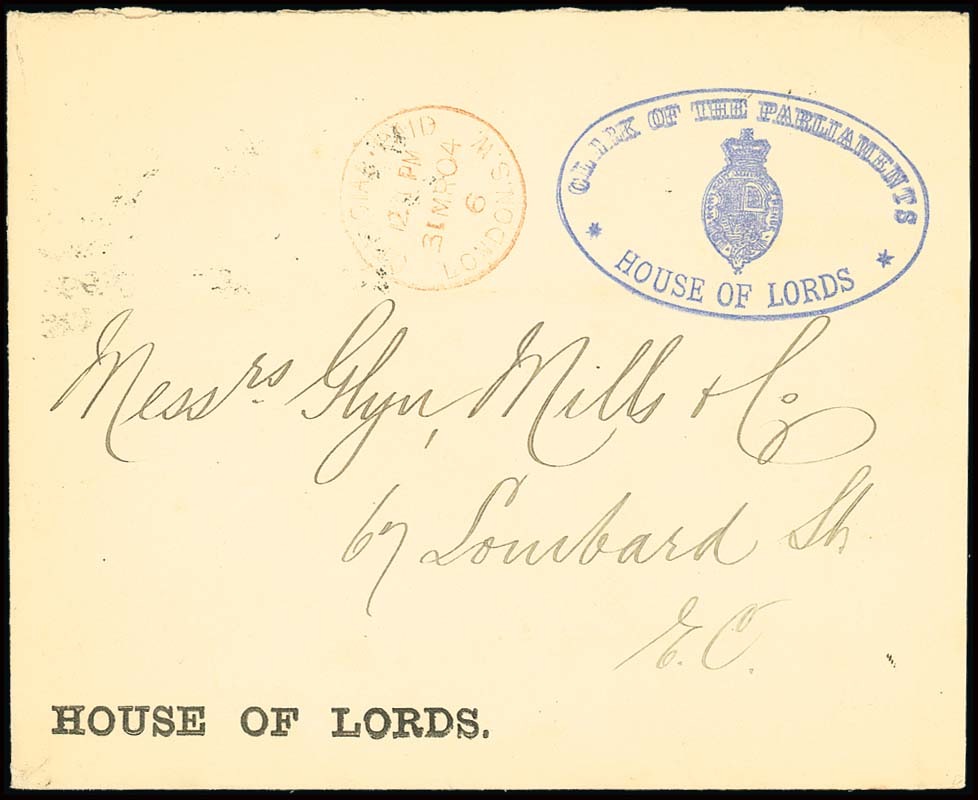 CLERK OF THE PARLIAMENTS
HOUSE OF LORDS
PAID
LONDON S.W.
12 PM
31 MR 04
6
Messrs Glyn, Mills & Co
67 Lombard St.
E.C.
HOUSE OF LORDS.